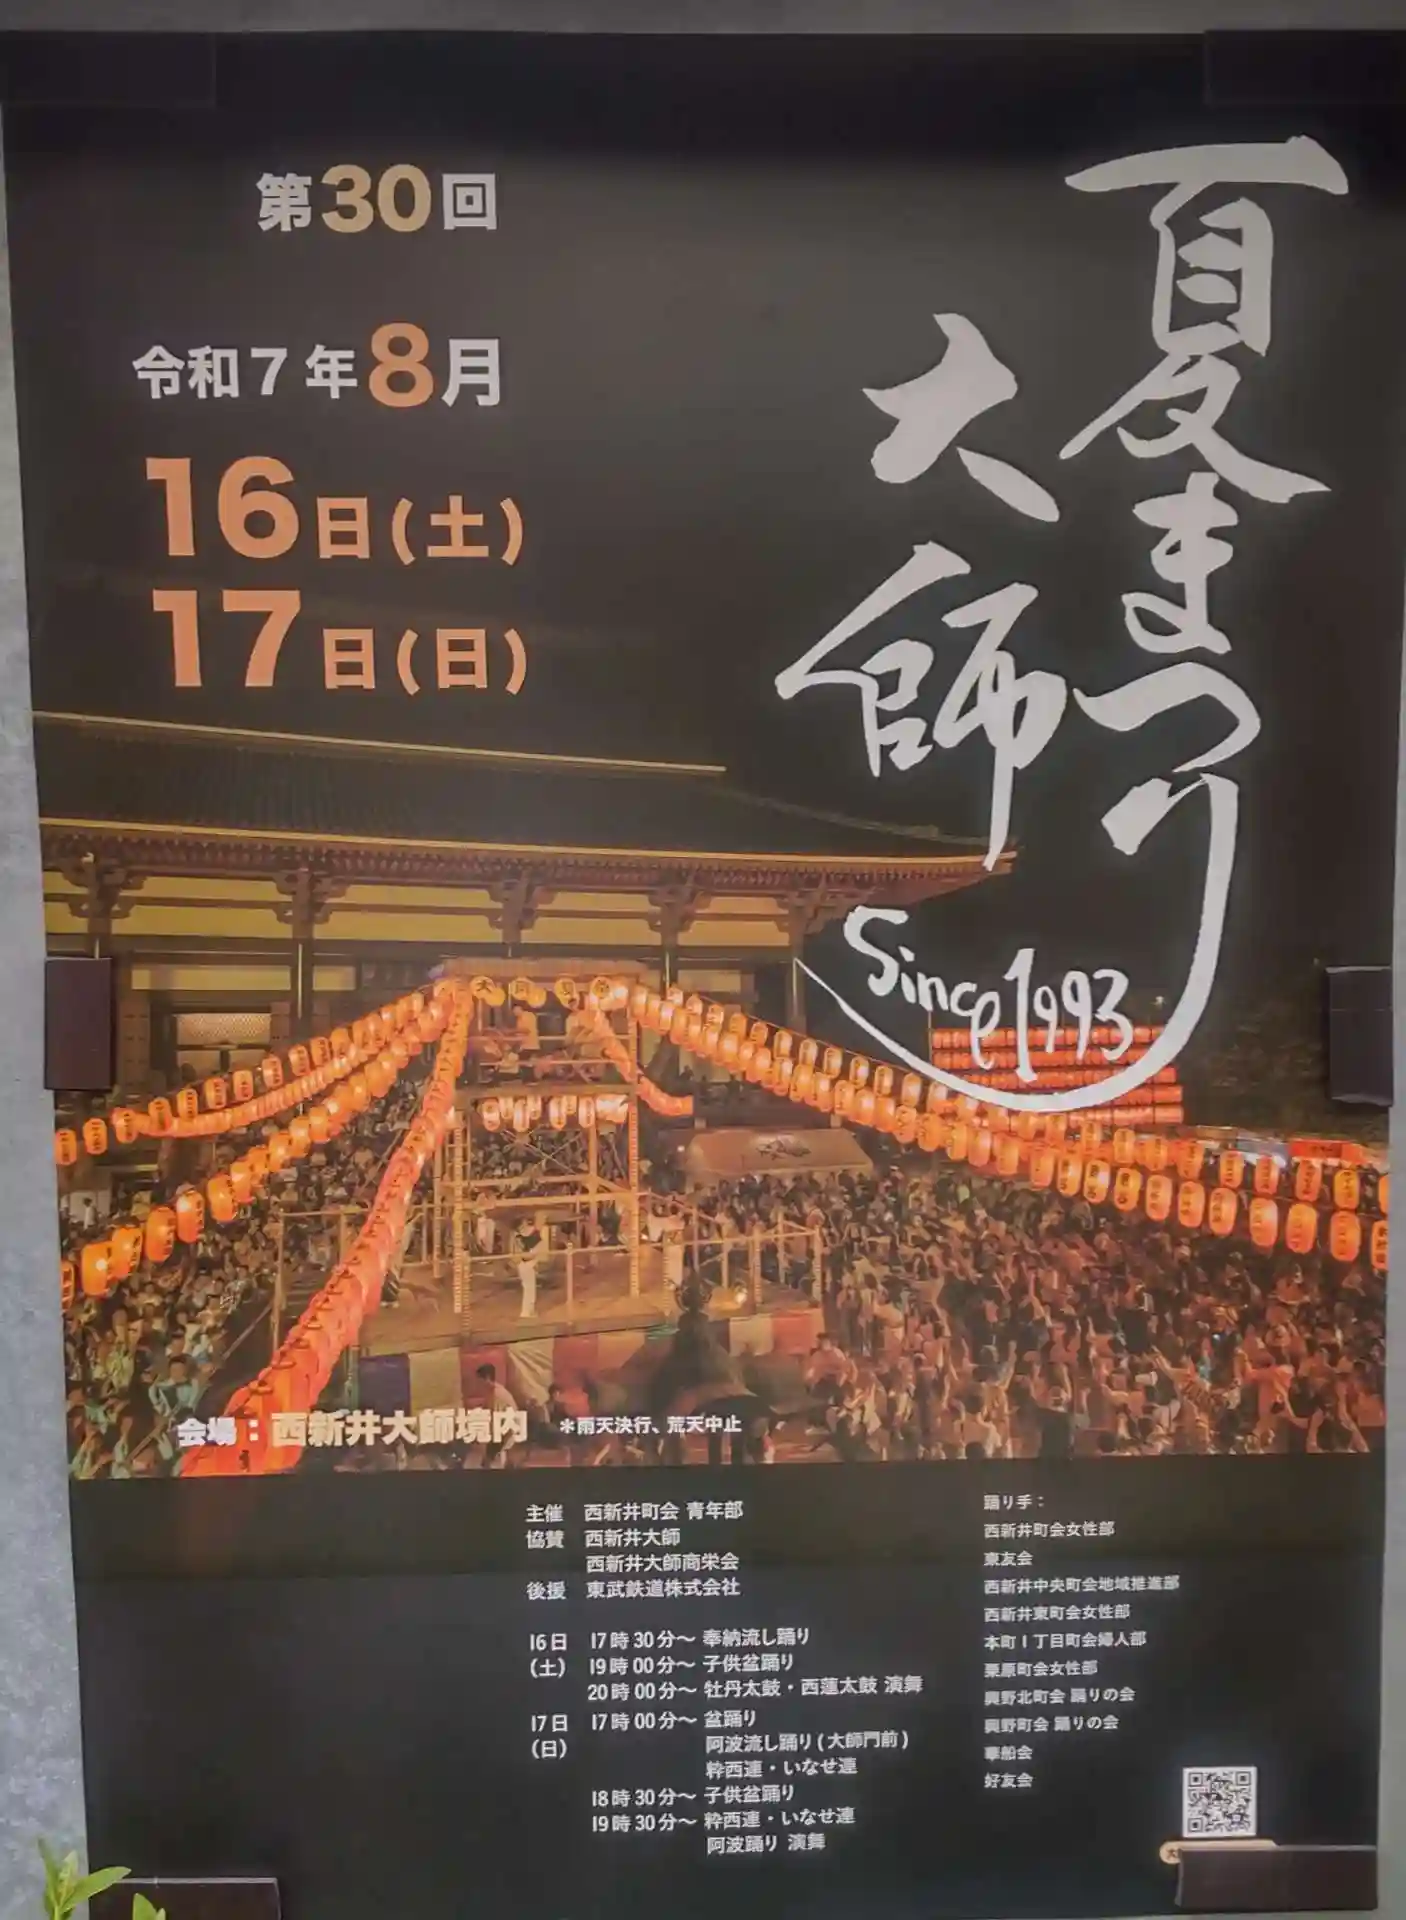 第30回
令和7年8月
16日(土)
17日(日)
夏まつり
大師
Since 1993
会場：西新井大師境内 ＊雨天決行、荒天中止
主催 西新井町会 青年部
協賛 西新井大師
西新井大師商栄会
後援 東武鉄道株式会社
16日 17時30分〜 奉納流し踊り
(土) 19時00分〜 子供盆踊り
20時00分〜 牡丹太鼓・西蓮太鼓 演舞
17日 17時00分〜 盆踊り
(日) 阿波流し踊り(大師門前)
粋西連・いなせ連
18時30分〜 子供盆踊り
19時30分〜 粋西連・いなせ連
阿波踊り 演舞
踊り手：
西新井町会女性部
東友会
西新井中央町会地域推進部
西新井東町会女性部
本町1丁目町会婦人部
栗原町会女性部
興野北町会 踊りの会
興野町会 踊りの会
華船会
好友会